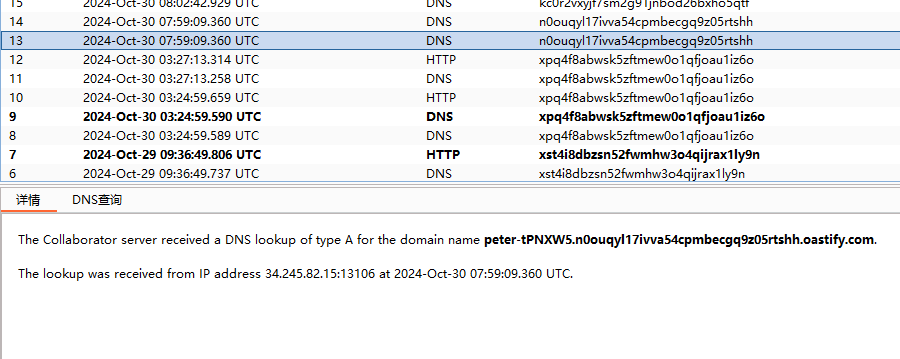 15 2024-Oct-30 08:02:42.929 UTC DNS kc0r2vxyjf7sm2g91jnbod26bxho5qtf
14 2024-Oct-30 07:59:09.360 UTC DNS n0ouqyl17ivva54cpmbecgq9z05rtshh
13 2024-Oct-30 07:59:09.360 UTC DNS n0ouqyl17ivva54cpmbecgq9z05rtshh
12 2024-Oct-30 03:27:13.314 UTC HTTP xpq4f8abwsk5zftmew0o1qfjoau1iz6o
11 2024-Oct-30 03:27:13.258 UTC DNS xpq4f8abwsk5zftmew0o1qfjoau1iz6o
10 2024-Oct-30 03:24:59.659 UTC HTTP xpq4f8abwsk5zftmew0o1qfjoau1iz6o
9 2024-Oct-30 03:24:59.590 UTC DNS xpq4f8abwsk5zftmew0o1qfjoau1iz6o
8 2024-Oct-30 03:24:59.589 UTC DNS xpq4f8abwsk5zftmew0o1qfjoau1iz6o
7 2024-Oct-29 09:36:49.806 UTC HTTP xst4i8dbzsn52fwmhw3o4qijrax1ly9n
6 2024-Oct-29 09:36:49.737 UTC DNS xst4i8dbzsn52fwmhw3o4qijrax1ly9n
详情 DNS查询
The Collaborator server received a DNS lookup of type A for the domain name peter-tPNXW5.n0ouqyl17ivva54cpmbecgq9z05rtshh.oastify.com.
The lookup was received from IP address 34.245.82.15:13106 at 2024-Oct-30 07:59:09.360 UTC.